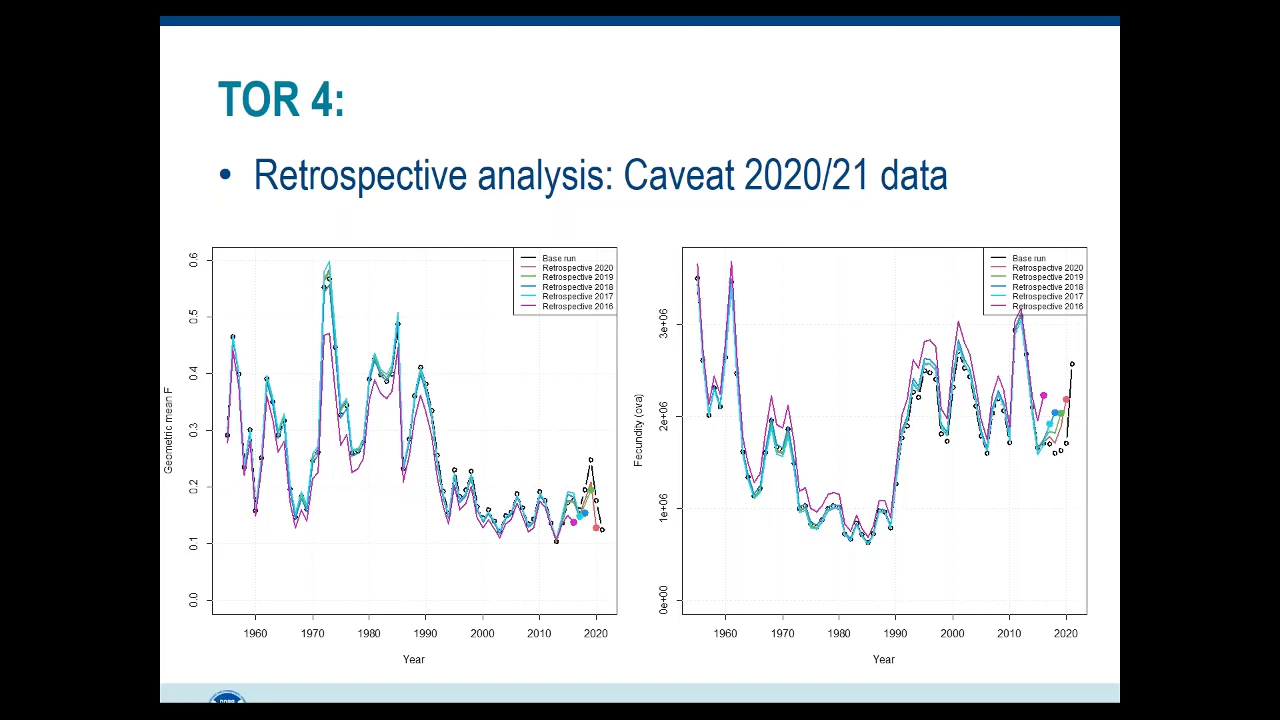 TOR 4:
• Retrospective analysis: Caveat 2020/21 data
Geometric mean F
0.0
0.1
0.2
0.3
0.4
0.5
0.6
Base run
Retrospective 2020
Retrospective 2019
Retrospective 2018
Retrospective 2017
Retrospective 2016
1960 1970 1980 1990 2000 2010 2020
Year
Fecundity (ova)
0e+00
1e+06
2e+06
3e+06
Base run
Retrospective 2020
Retrospective 2019
Retrospective 2018
Retrospective 2017
Retrospective 2016
1960 1970 1980 1990 2000 2010 2020
Year